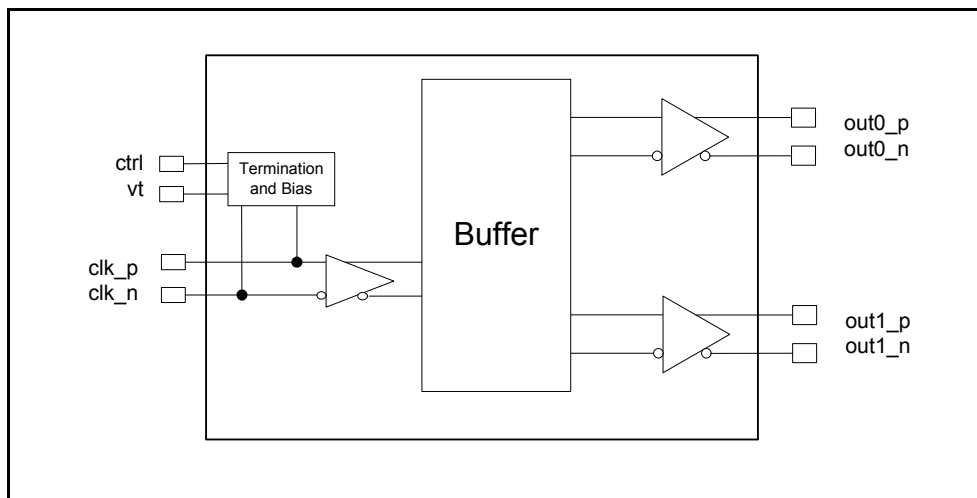 ctrl
vt
Termination
and Bias
clk_p
clk_n
Buffer
out0_p
out0_n
out1_p
out1_n